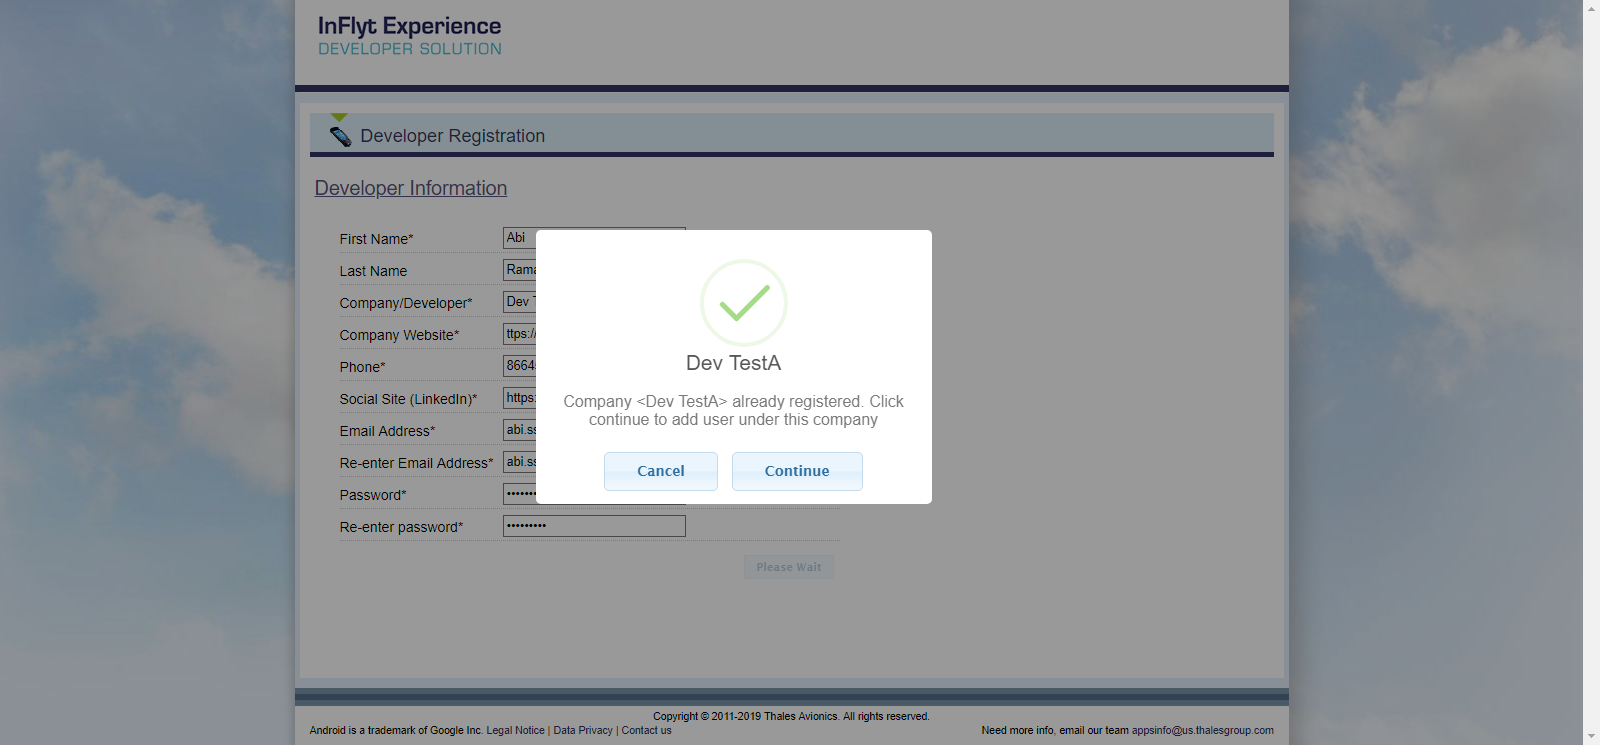 InFlyt Experience
DEVELOPER SOLUTION
Developer Registration
Developer Information
First Name* Abi
Last Name Rama
Company/Developer* Dev
Company Website* ttps:/
Phone* 8664
Social Site (LinkedIn)* https:
Email Address* abi.ss
Re-enter Email Address* abi.ss
Password*
Re-enter password*
Dev TestA
Company <Dev TestA> already registered. Click
continue to add user under this company
Cancel Continue
Please Wait
Copyright © 2011-2019 Thales Avionics. All rights reserved.
Android is a trademark of Google Inc. Legal Notice | Data Privacy | Contact us Need more info, email our team appsinfo@us.thalesgroup.com